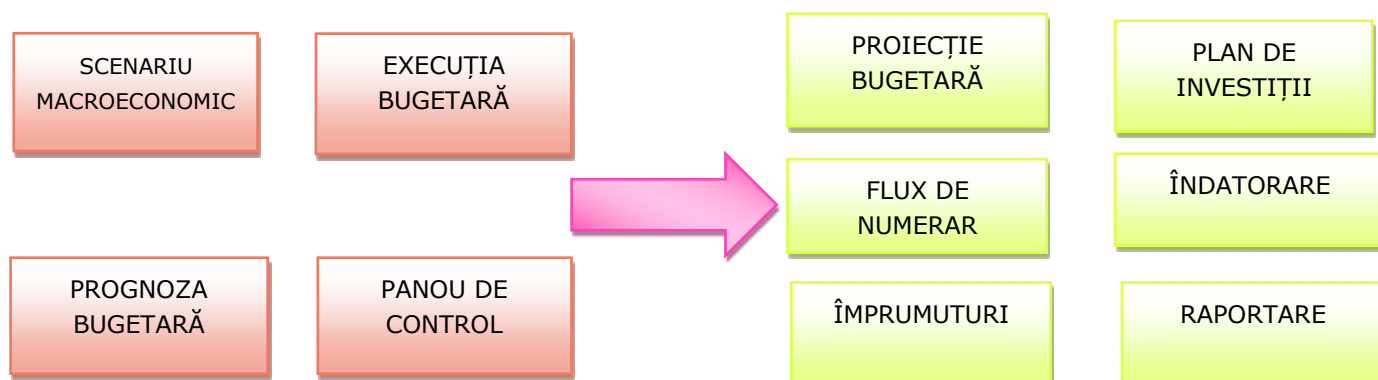 SCENARIU
MACROECONOMIC
EXECUȚIA
BUGETARĂ
PROGNOZA
BUGETARĂ
PANOU DE
CONTROL
PROIECȚIE
BUGETARĂ
PLAN DE
INVESTIȚII
FLUX DE
NUMERAR
ÎNDATORARE
ÎMPRUMUTURI
RAPORTARE